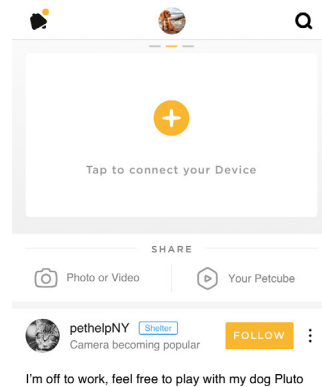 Tap to connect your Device
SHARE
Photo or Video
Your Petcube
pethelpNY Shelter
Camera becoming popular
FOLLOW
I'm off to work, feel free to play with my dog Pluto